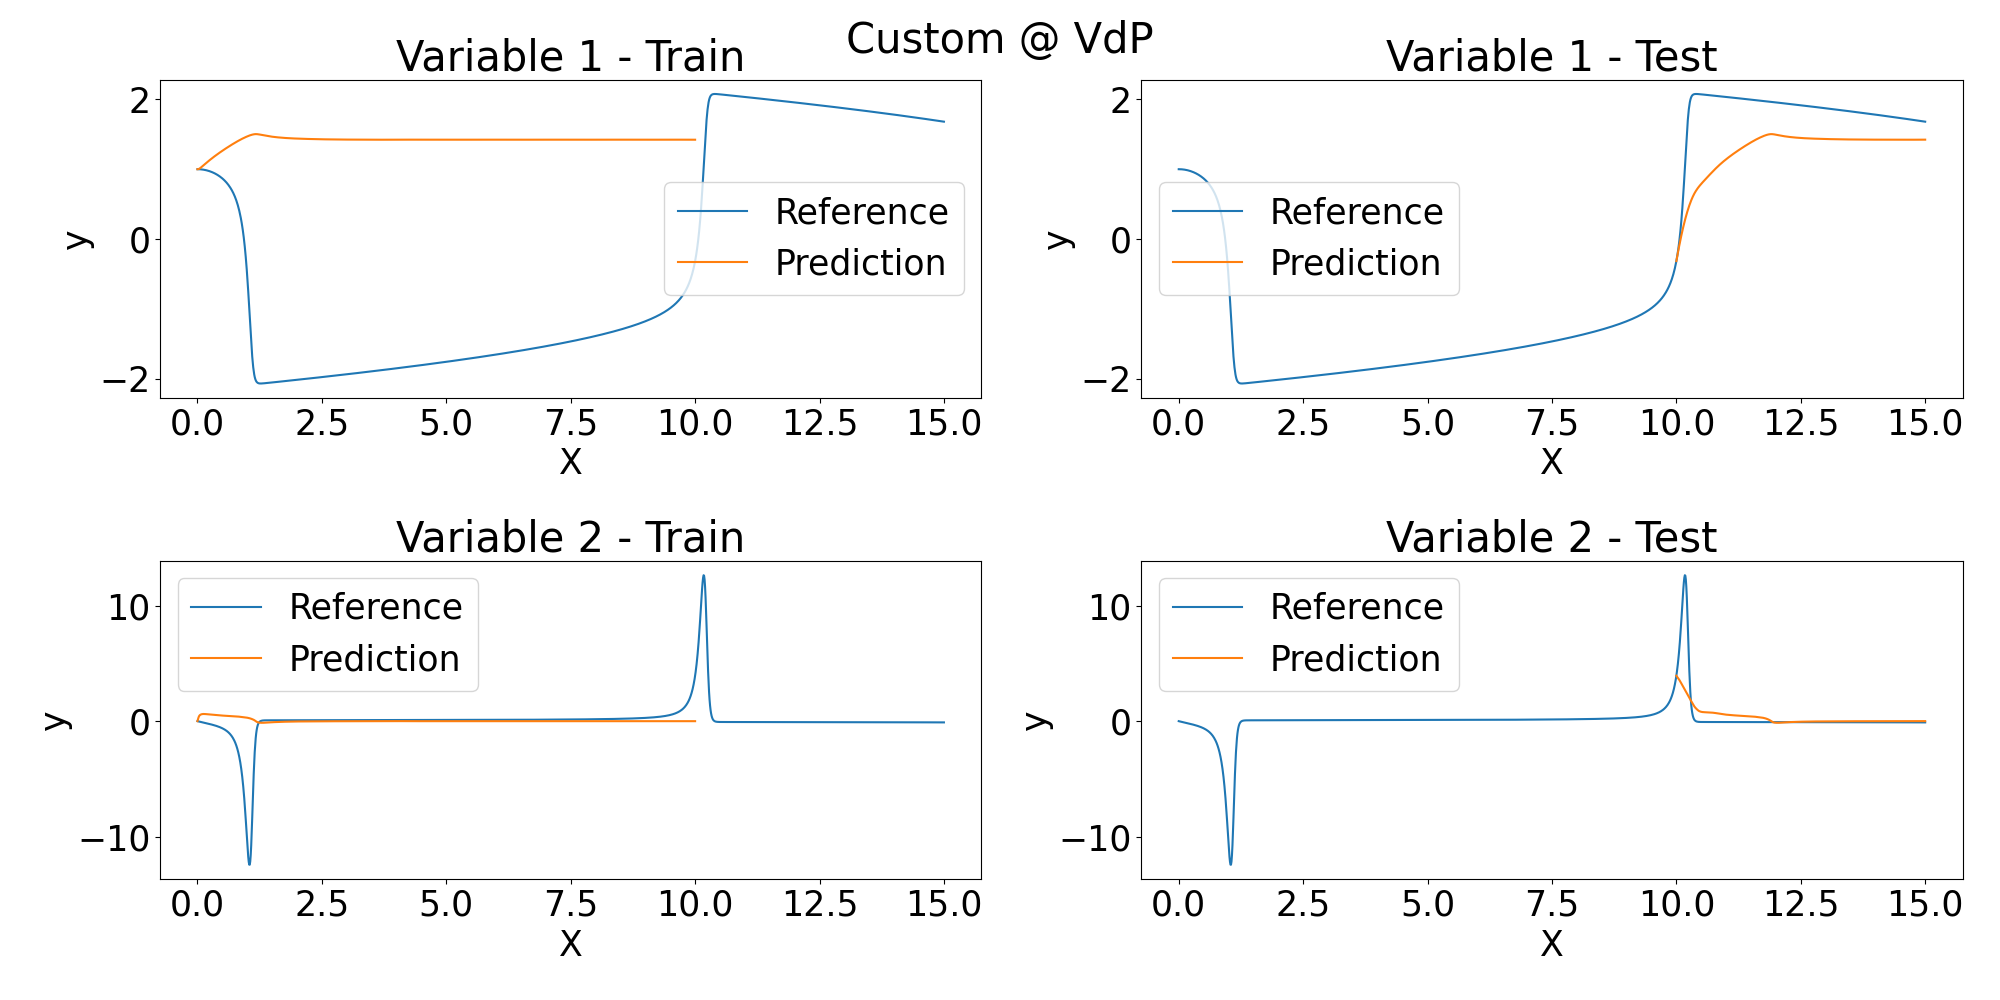 Custom @ VdP
Variable 1 - Train
2
0
−2
y
0.0 2.5 5.0 7.5 10.0 12.5 15.0
X
Reference
Prediction
Variable 1 - Test
2
0
−2
y
0.0 2.5 5.0 7.5 10.0 12.5 15.0
X
Reference
Prediction
Variable 2 - Train
10
0
−10
y
0.0 2.5 5.0 7.5 10.0 12.5 15.0
X
Reference
Prediction
Variable 2 - Test
10
0
−10
y
0.0 2.5 5.0 7.5 10.0 12.5 15.0
X
Reference
Prediction